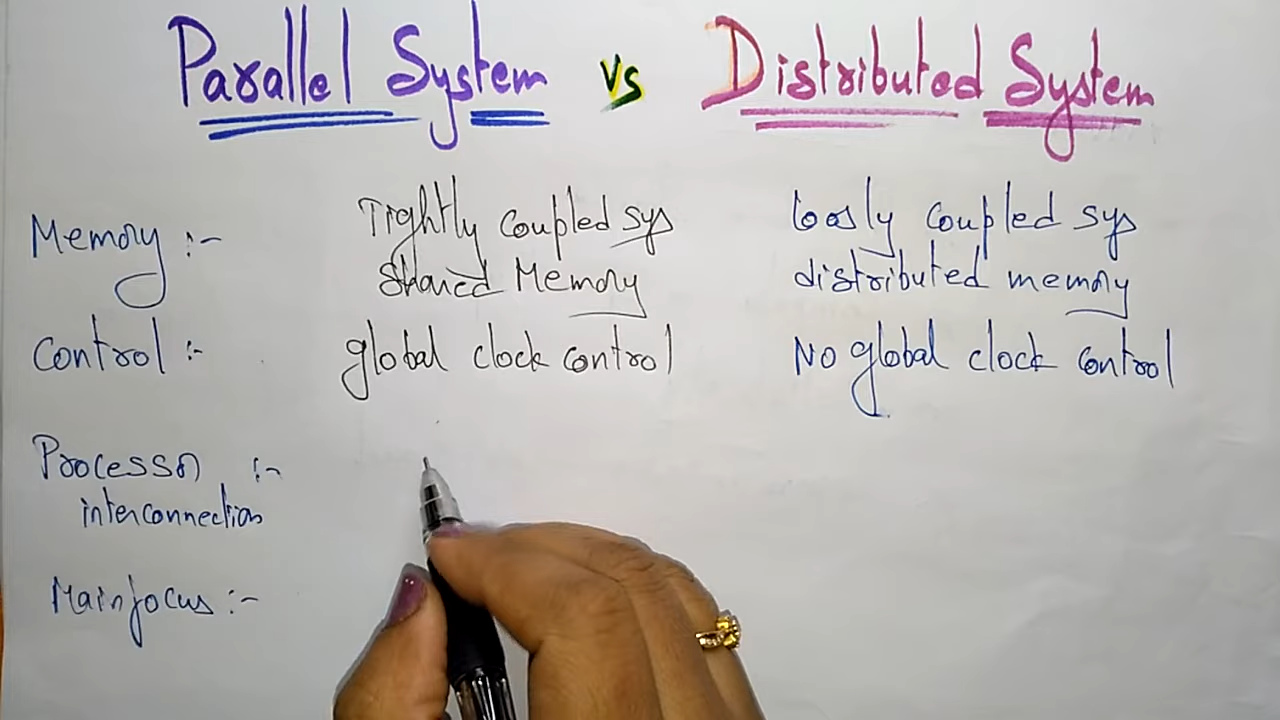 Parallel System vs Distributed System
Memory :- Tightly coupled sys loosly coupled sys
shared Memory distributed memory
Control :- global clock control No global clock control
Processor :-
interconnection
Main focus :-